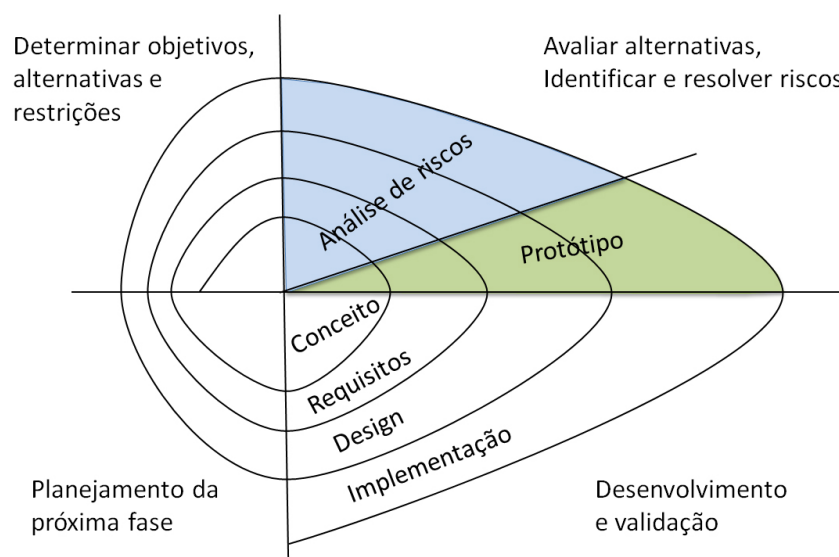 Determinar objetivos,
alternativas e
restrições
Avaliar alternativas,
Identificar e resolver riscos
Análise de riscos
Protótipo
Conceito
Requisitos
Design
Implementação
Planejamento da
próxima fase
Desenvolvimento
e validação